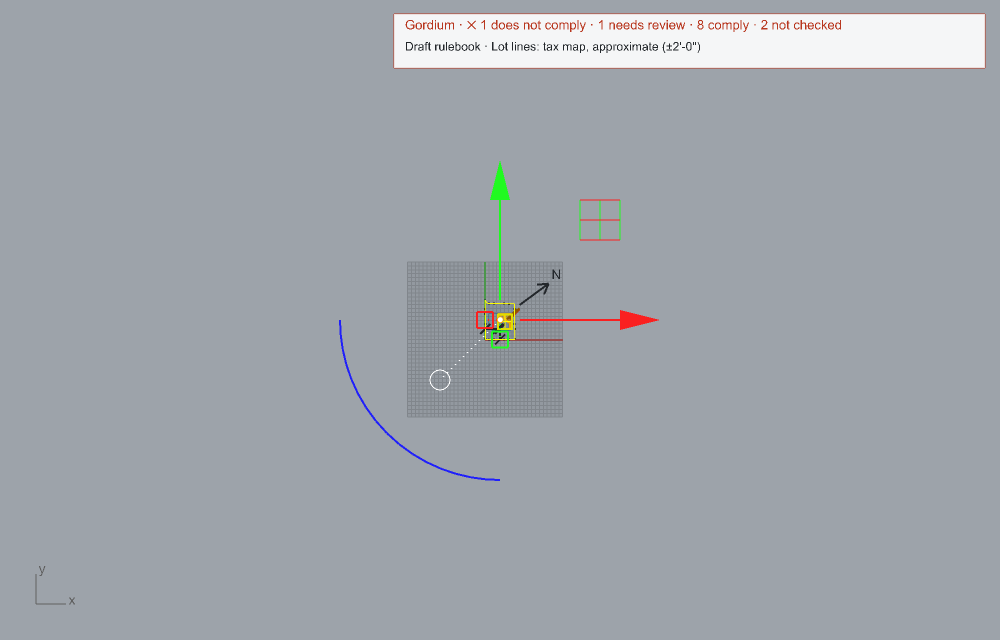 Gordium · ✕ 1 does not comply · 1 needs review · 8 comply · 2 not checked
Draft rulebook · Lot lines: tax map, approximate (±2'-0")
N
y
x